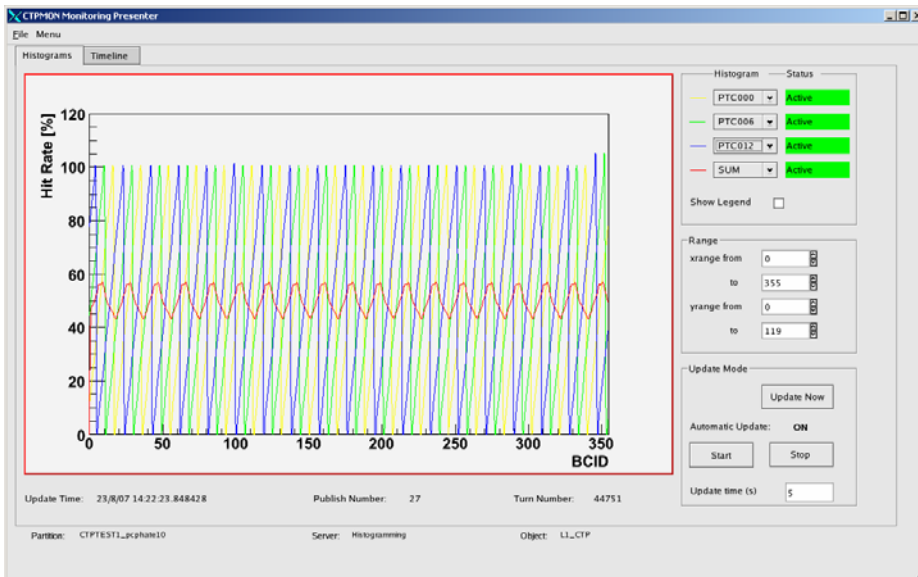 CTPMON Monitoring Presenter
File Menu
Histograms Timeline
Hit Rate [%]
120
100
80
60
40
20
0
0 50 100 150 200 250 300 350
BCID
Histogram Status
PTC000 Active
PTC006 Active
PTC012 Active
SUM Active
Show Legend
Range
xrange from 0
to 355
yrange from 0
to 119
Update Mode
Update Now
Automatic Update: ON
Start Stop
Update time (s) 5
Update Time: 23/8/07 14:22:23.848428 Publish Number: 27 Turn Number: 44751
Partition: CTPTEST1_pcphate10 Server: Histogramming Object: L1_CTP